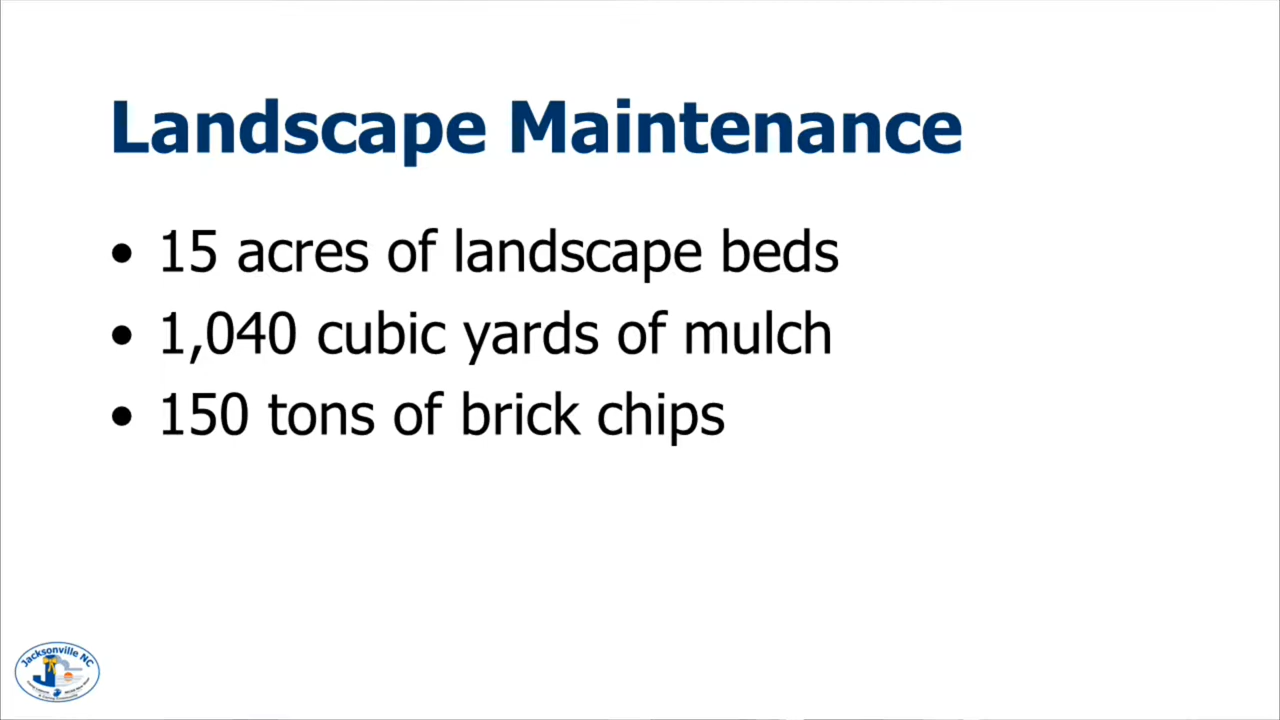 Landscape Maintenance
• 15 acres of landscape beds
• 1,040 cubic yards of mulch
• 150 tons of brick chips
Jacksonville NC